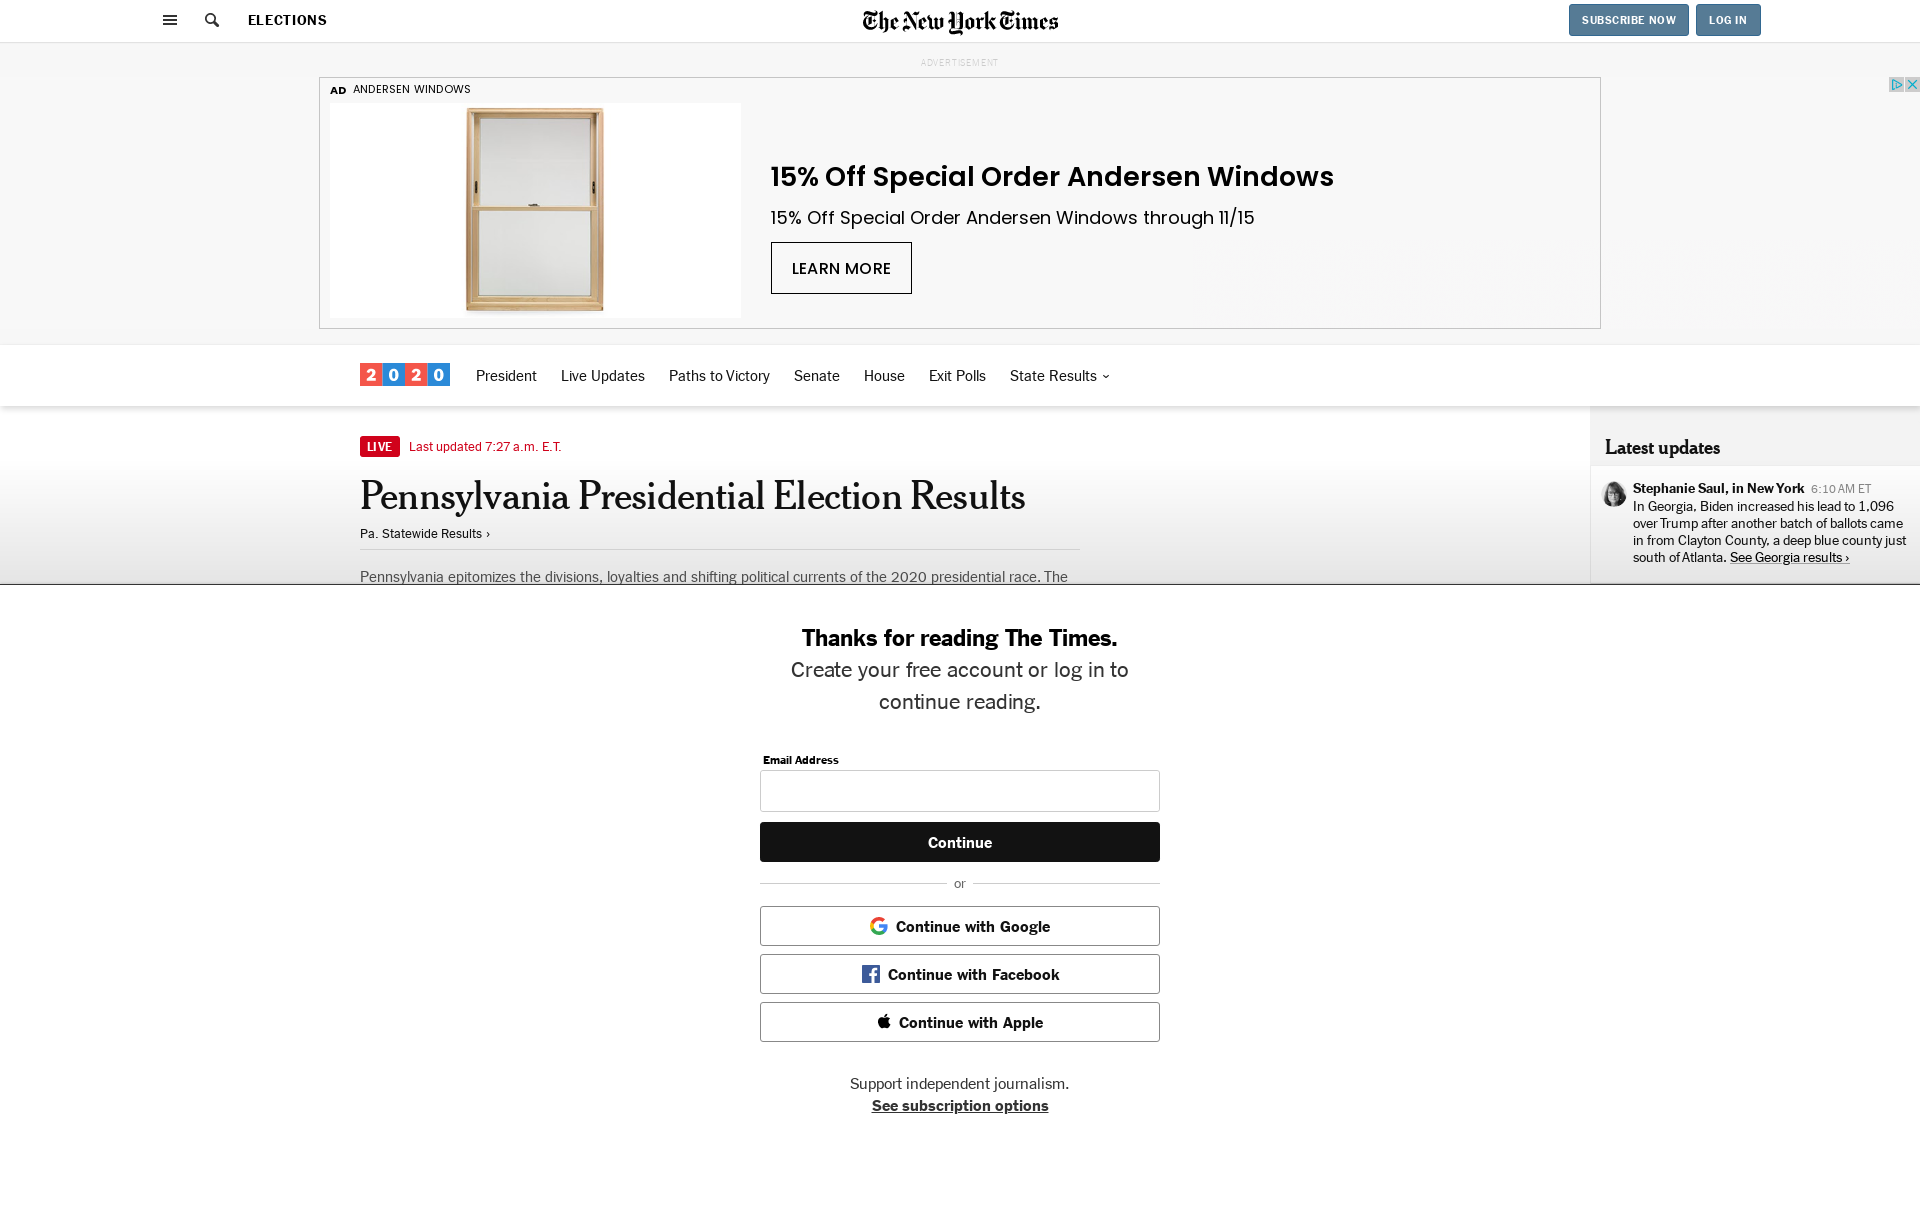 ELECTIONS
The New York Times
SUBSCRIBE NOW
LOG IN
ADVERTISEMENT
AD ANDERSEN WINDOWS
15% Off Special Order Andersen Windows
15% Off Special Order Andersen Windows through 11/15
LEARN MORE
2020
President
Live Updates
Paths to Victory
Senate
House
Exit Polls
State Results
LIVE Last updated 7:27 a.m. E.T.
Pennsylvania Presidential Election Results
Pa. Statewide Results ›
Pennsylvania epitomizes the divisions, loyalties and shifting political currents of the 2020 presidential race. The
Latest updates
Stephanie Saul, in New York 6:10 AM ET
In Georgia, Biden increased his lead to 1,096
over Trump after another batch of ballots came
in from Clayton County, a deep blue county just
south of Atlanta. See Georgia results ›
Thanks for reading The Times.
Create your free account or log in to
continue reading.
Email Address
Continue
or
Continue with Google
Continue with Facebook
Continue with Apple
Support independent journalism.
See subscription options